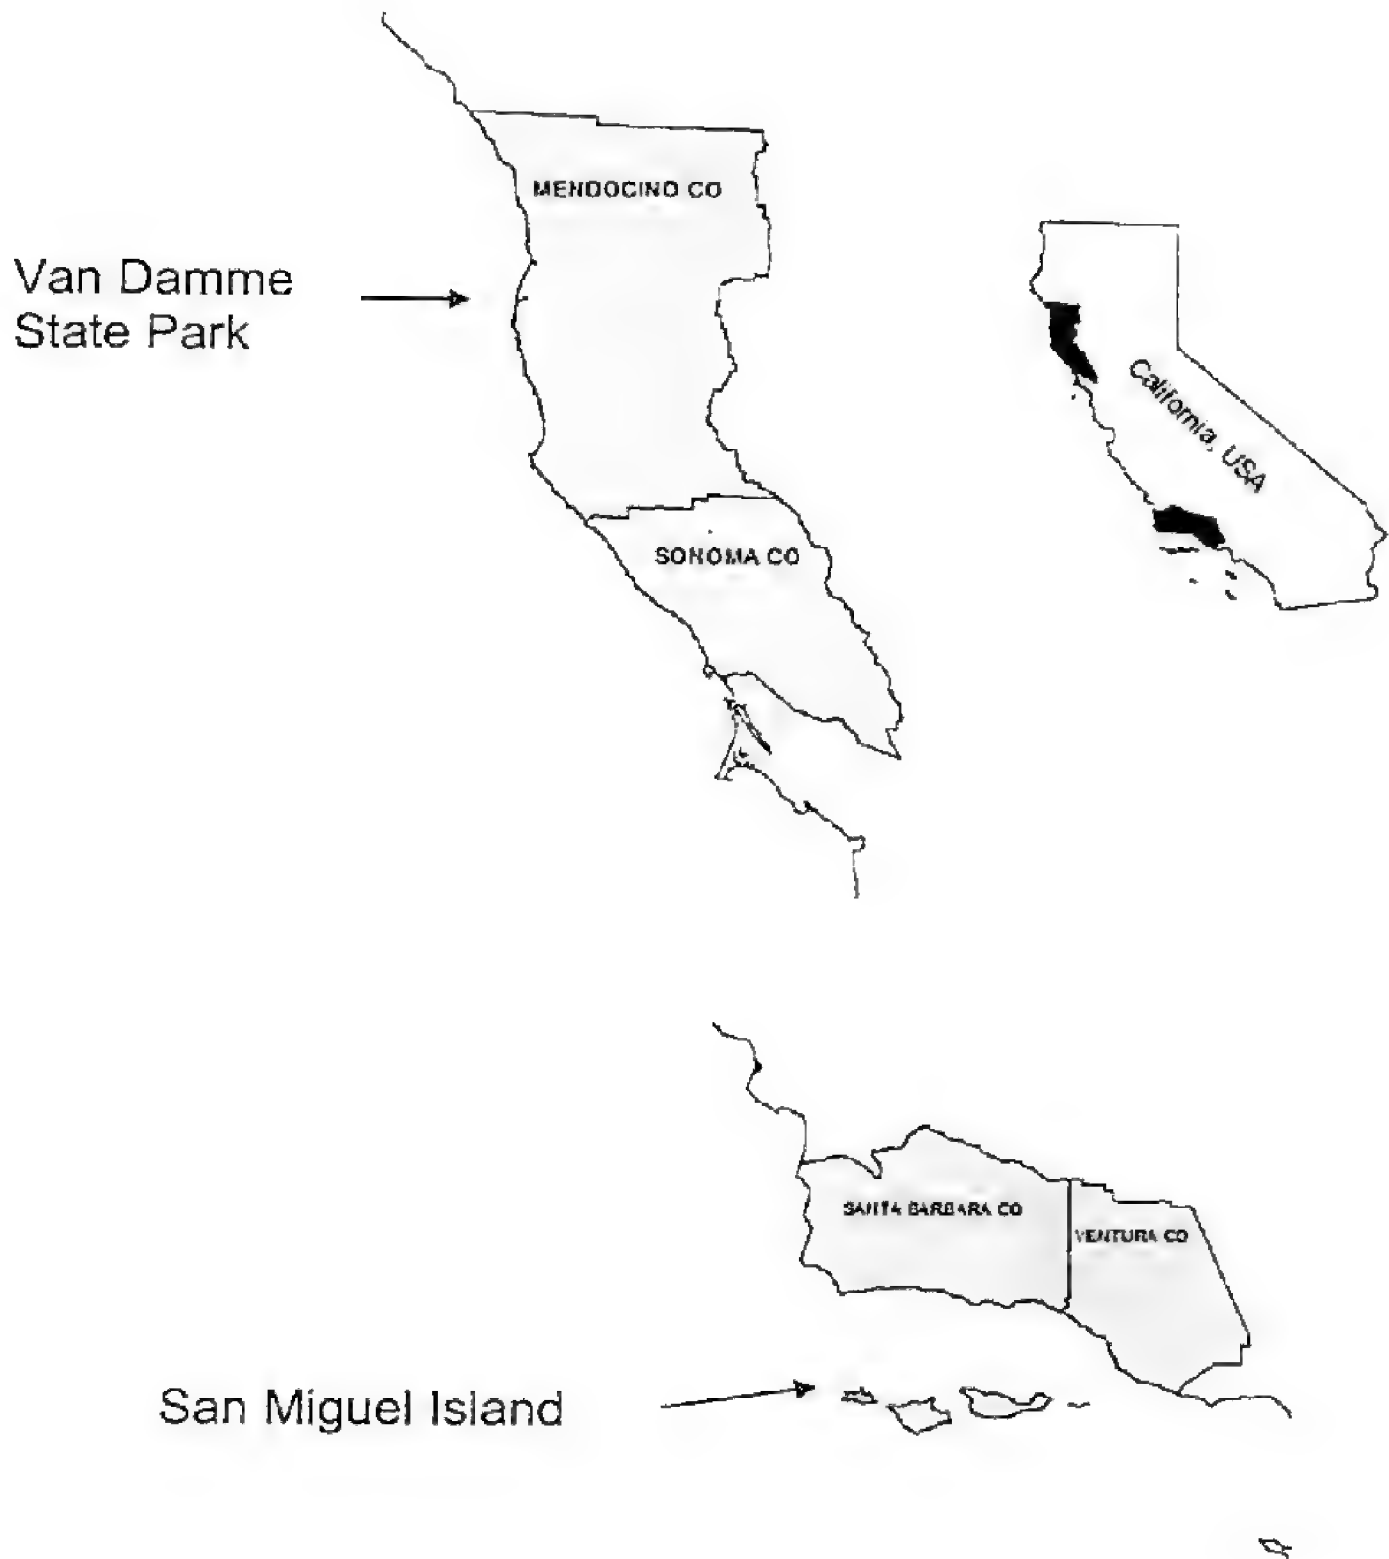 MENDOCINO CO
Van Damme
State Park
California, USA
SONOMA CO
SANTA BARBARA CO
VENTURA CO
San Miguel Island